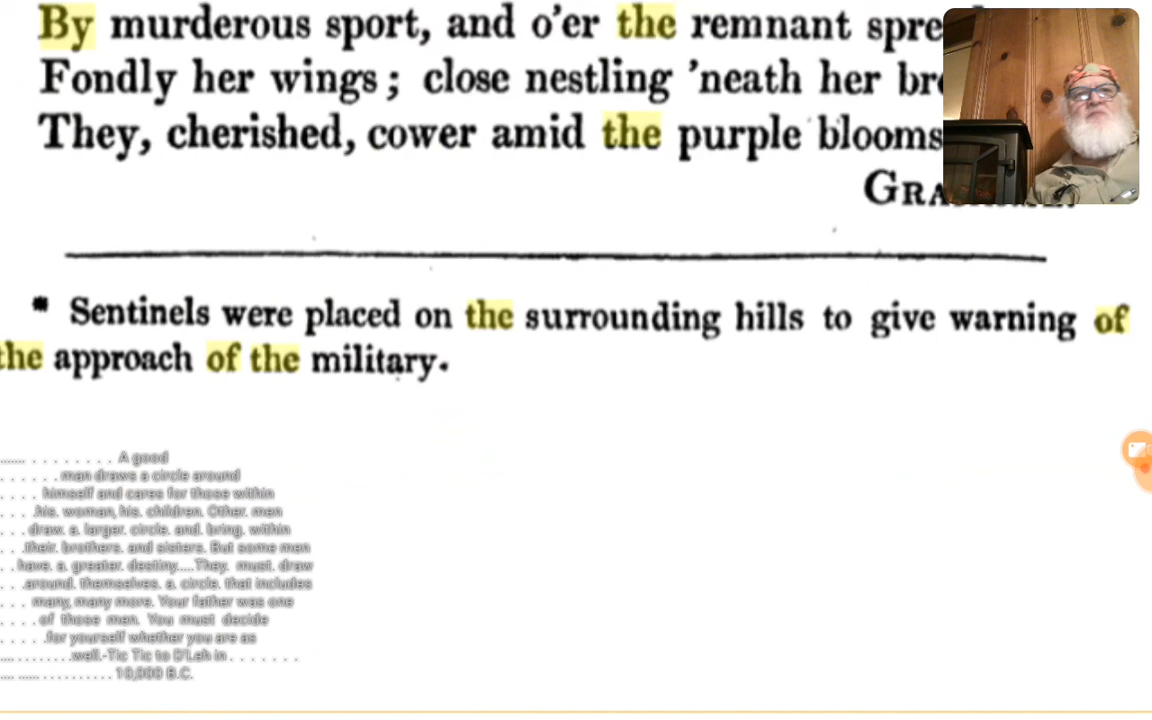 By murderous sport, and o'er the remnant spre
Fondly her wings; close nestling 'neath her br
They, cherished, cower amid the purple blooms
GRA
* Sentinels were placed on the surrounding hills to give warning of
the approach of the military.
....... . . . . . . . . A good
. . . . . . man draws a circle around
. . . . himself and cares for those within
. . . .his. woman, his. children. Other. men
. . . draw. a. larger. circle. and. bring. within
. . .their. brothers. and sisters. But some men
. . have. a. greater. destiny.....They. must. draw
. . .around. themselves. a. circle. that includes
. . . many, many more. Your father was one
. . . . of those men. You must decide
. . . . .for yourself whether you are as
............well.-Tic Tic to D'Leh in . . . . . . .
.... ...... . . . . . . . . . . 10,000 B.C.